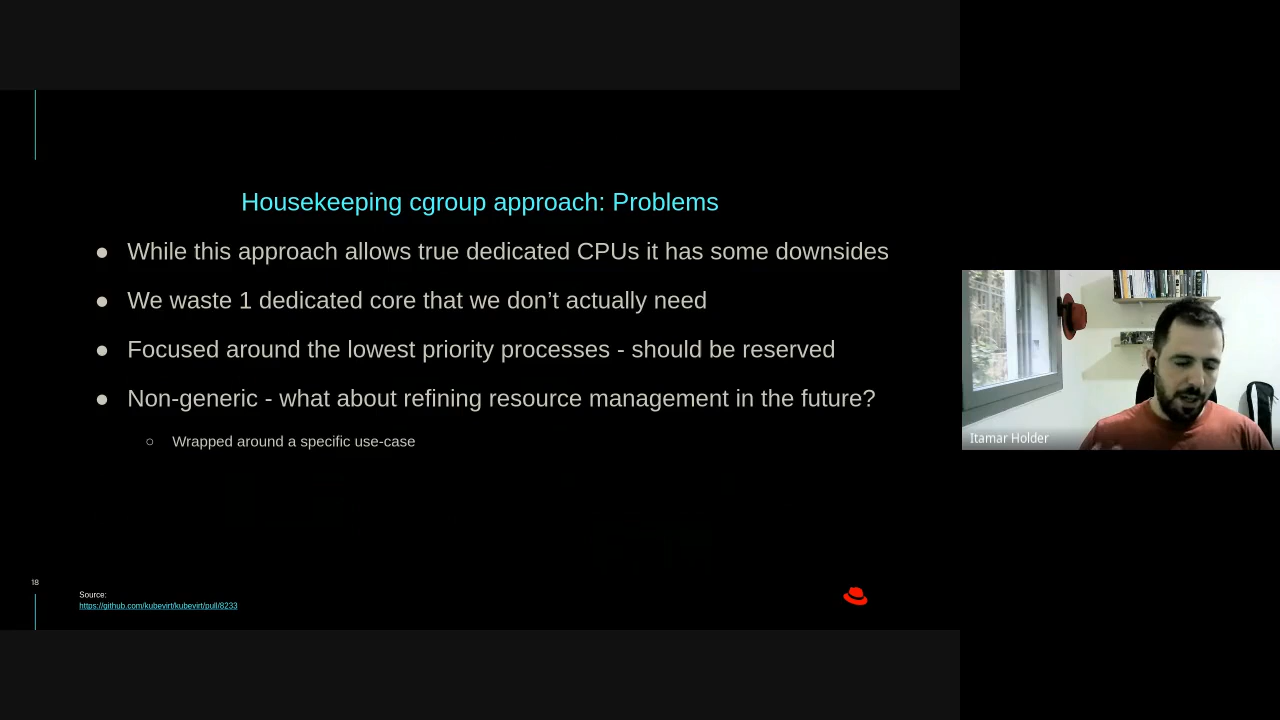 Housekeeping cgroup approach: Problems
● While this approach allows true dedicated CPUs it has some downsides
● We waste 1 dedicated core that we don’t actually need
● Focused around the lowest priority processes - should be reserved
● Non-generic - what about refining resource management in the future?
○ Wrapped around a specific use-case
Itamar Holder
18
Source:
https://github.com/kubevirt/kubevirt/pull/8233